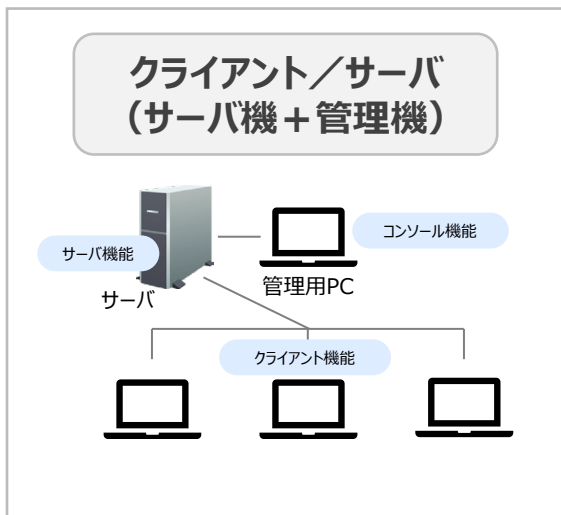 クライアント／サーバ
（サーバ機＋管理機）
コンソール機能
サーバ機能
管理用PC
サーバ
クライアント機能